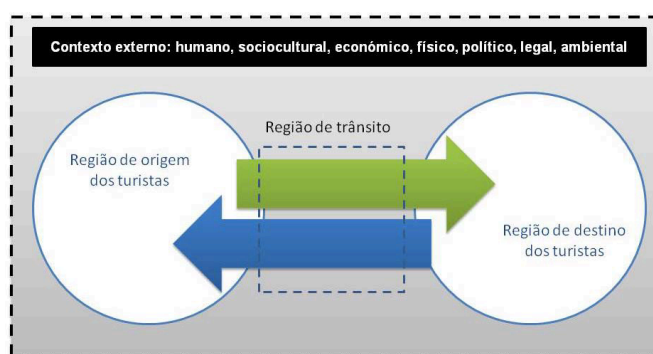 Contexto externo: humano, sociocultural, económico, físico, político, legal, ambiental
Região de trânsito
Região de origem
dos turistas
Região de destino
dos turistas